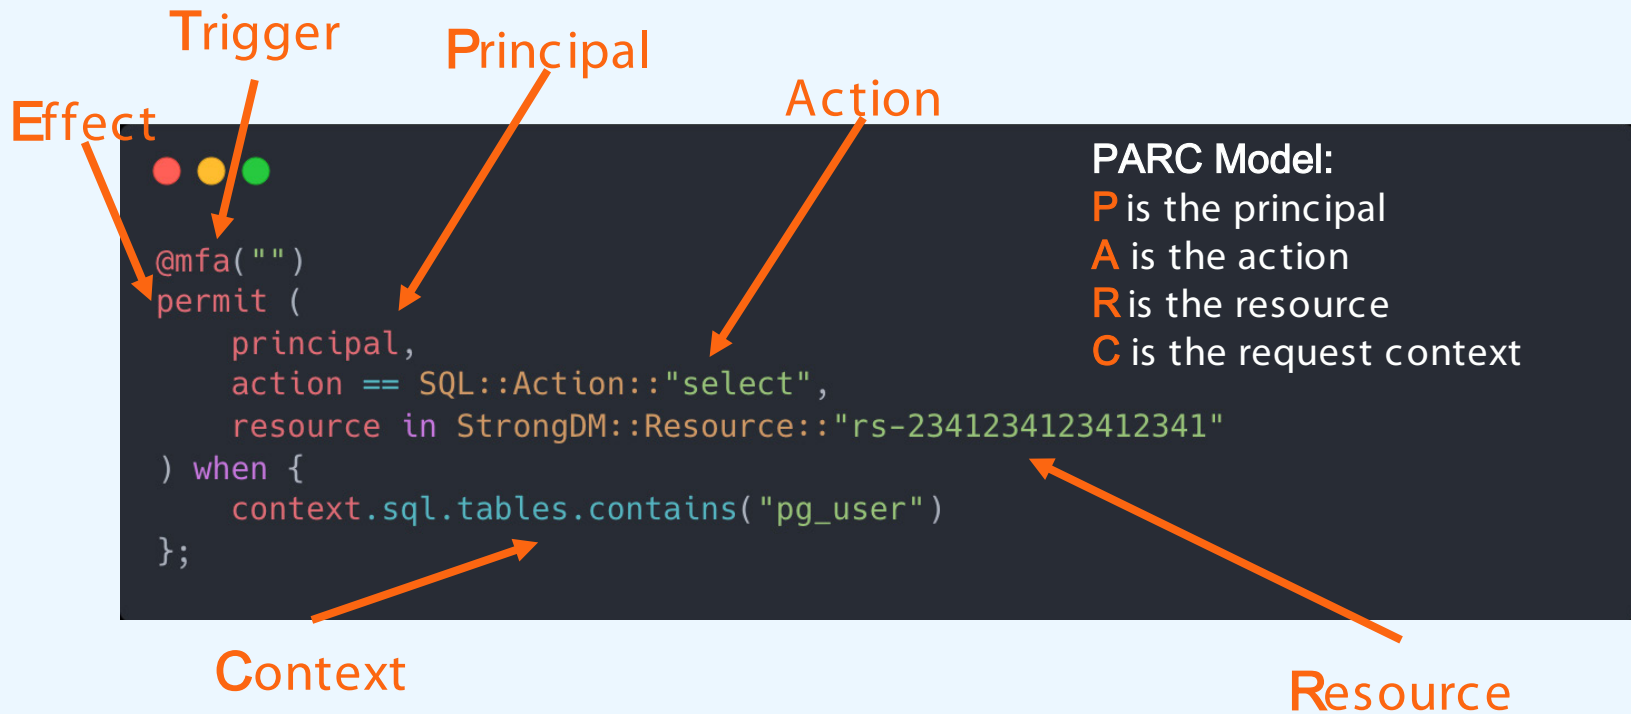 Trigger
Principal
Effect
Action
PARC Model:
P is the principal
A is the action
R is the resource
C is the request context
@mfa("")
permit (
    principal,
    action == SQL::Action::"select",
    resource in StrongDM::Resource::"rs-2341234123412341"
) when {
    context.sql.tables.contains("pg_user")
};
Context
Resource